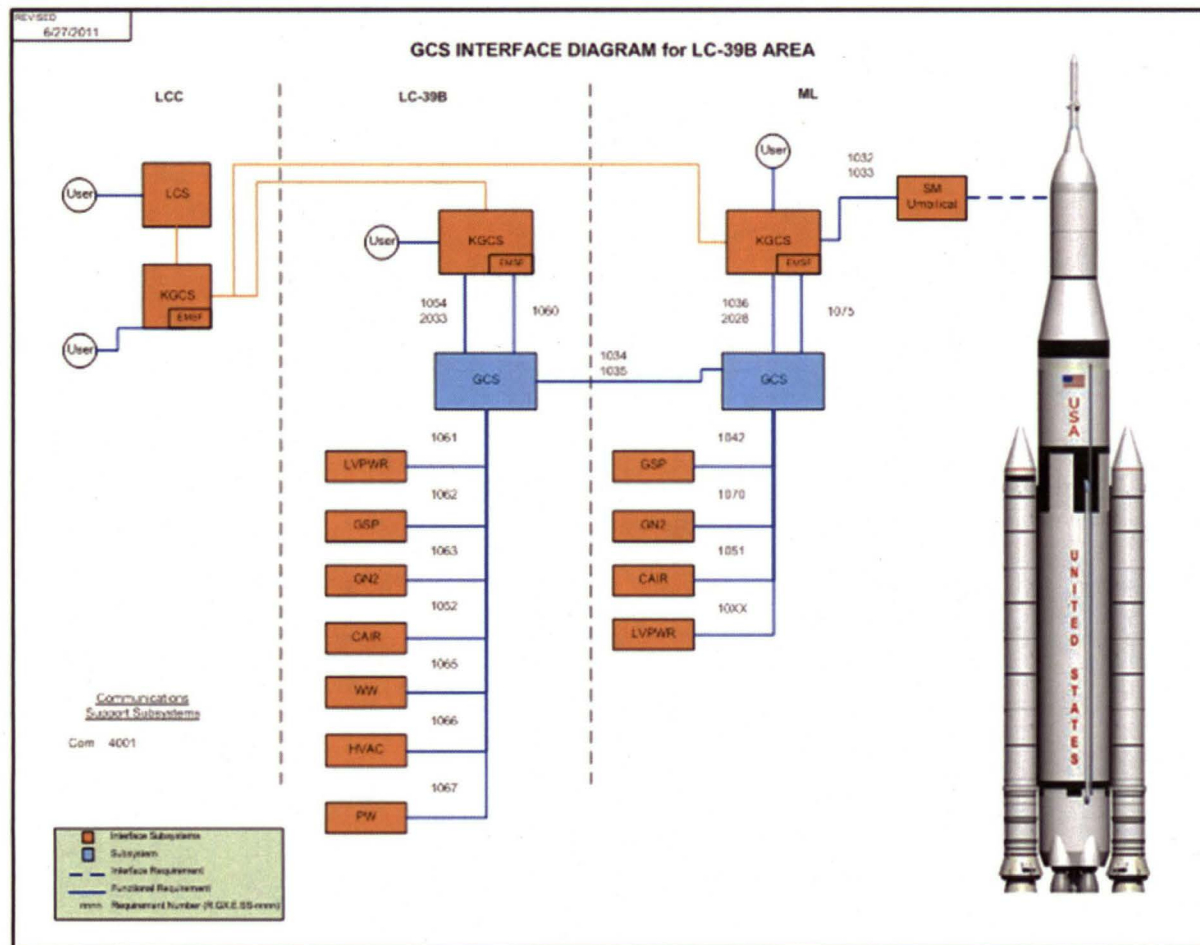 REVISED
6/27/2011
GCS INTERFACE DIAGRAM for LC-39B AREA
LCC
LC-39B
ML
User
LCS
KGCS
EMSF
User
User
KGCS
EMSF
1054
2033
1060
GCS
1034
1035
1061
LVPWR
1062
GSP
1063
GN2
1052
CAIR
1065
WW
1066
HVAC
1067
PW
User
KGCS
EMSF
1032
1033
SM
Umbilical
1036
2028
1075
GCS
1042
GSP
1070
GN2
1051
CAIR
10XX
LVPWR
USA
UNITED STATES
Communications
Support Subsystems
Com 4001
Interface Subsystems
Subsystem
Interface Requirement
Functional Requirement
nnnn Requirement Number (R.GX.E.SS-nnnn)